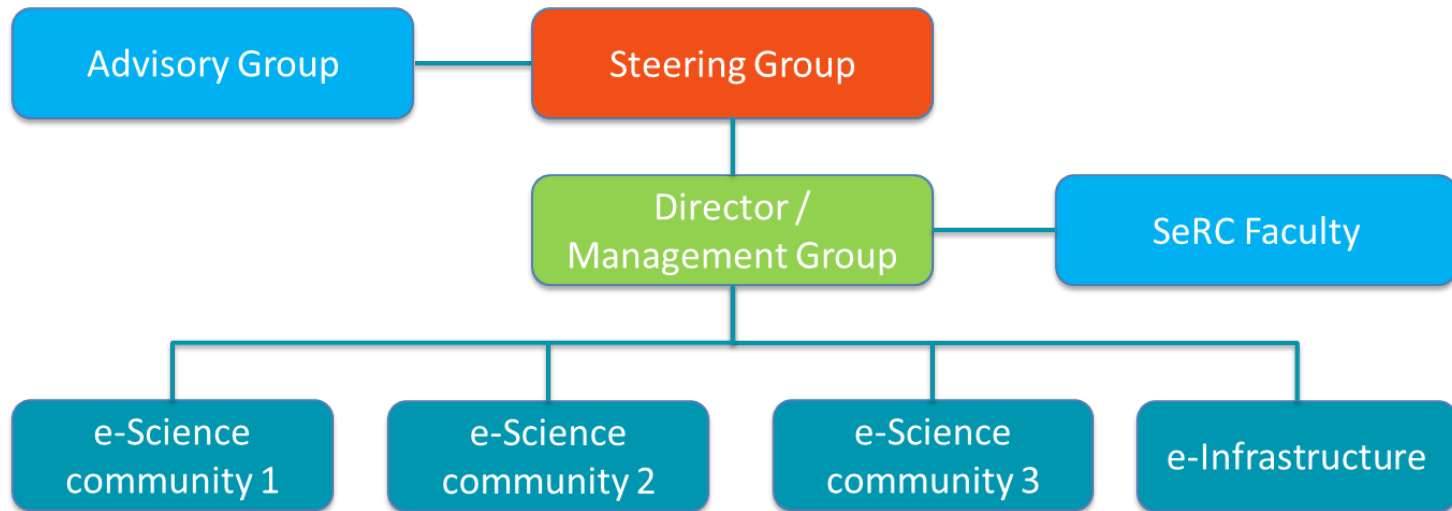 Advisory Group
Steering Group
Director /
Management Group
SeRC Faculty
e-Science
community 1
e-Science
community 2
e-Science
community 3
e-Infrastructure